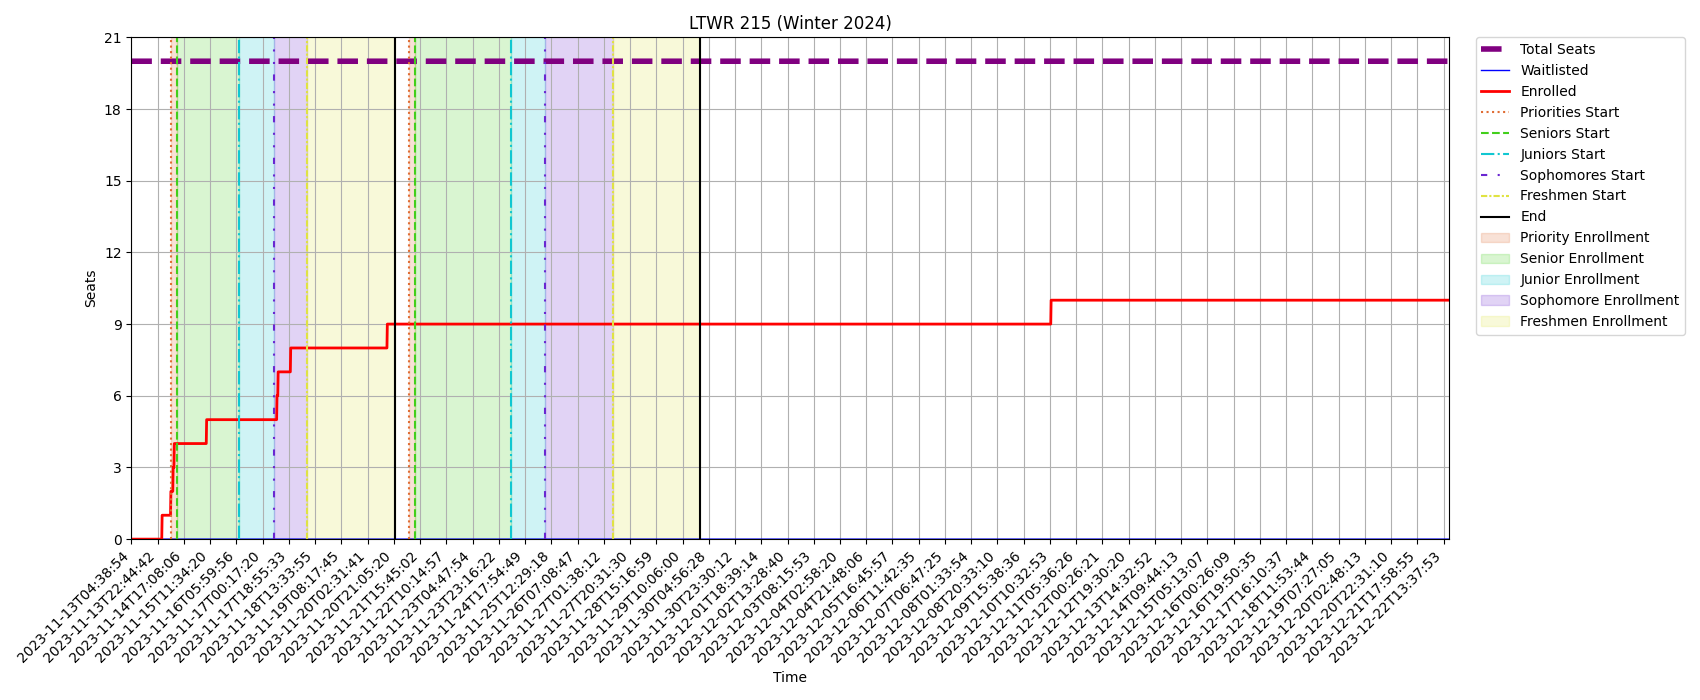 LTWR 215 (Winter 2024)
21
18
15
12
9
6
3
0
Seats
2023-11-13T04:38:54
2023-11-13T22:44:42
2023-11-14T17:08:06
2023-11-15T11:34:20
2023-11-16T05:59:56
2023-11-17T00:17:20
2023-11-17T18:55:33
2023-11-18T13:33:55
2023-11-19T08:17:45
2023-11-20T02:31:41
2023-11-20T21:05:20
2023-11-21T15:45:02
2023-11-22T10:14:57
2023-11-23T04:47:54
2023-11-23T23:16:22
2023-11-24T17:54:49
2023-11-25T12:29:18
2023-11-26T07:08:47
2023-11-27T01:38:12
2023-11-27T20:31:30
2023-11-28T15:16:59
2023-11-29T10:06:00
2023-11-30T04:56:28
2023-11-30T23:30:12
2023-12-01T18:39:14
2023-12-02T13:28:40
2023-12-03T08:15:53
2023-12-04T02:58:20
2023-12-04T21:48:06
2023-12-05T16:45:57
2023-12-06T11:42:35
2023-12-07T06:47:25
2023-12-08T01:33:54
2023-12-08T20:33:10
2023-12-09T15:38:36
2023-12-10T10:32:53
2023-12-11T05:36:26
2023-12-12T00:26:21
2023-12-12T19:30:20
2023-12-13T14:32:52
2023-12-14T09:44:13
2023-12-15T05:13:07
2023-12-16T00:26:09
2023-12-16T19:50:35
2023-12-17T16:10:37
2023-12-18T11:53:44
2023-12-19T07:27:05
2023-12-20T02:48:13
2023-12-20T22:31:10
2023-12-21T17:58:55
2023-12-22T13:37:53
Time
Total Seats
Waitlisted
Enrolled
Priorities Start
Seniors Start
Juniors Start
Sophomores Start
Freshmen Start
End
Priority Enrollment
Senior Enrollment
Junior Enrollment
Sophomore Enrollment
Freshmen Enrollment